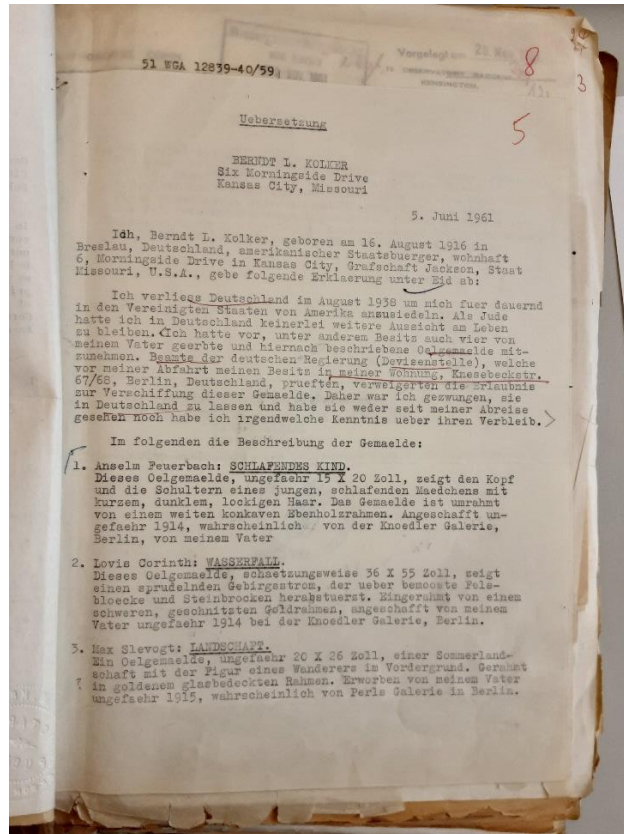 51 WGA 12839-40/59
Vorgelegt am
8
3
5
Uebersetzung
BERNDT L. KOLKER
Six Morningside Drive
Kansas City, Missouri
5. Juni 1961
Idh, Berndt L. Kolker, geboren am 16. August 1916 in
Breslau, Deutschland, amerikanischer Staatsbuerger, wohnhaft
6, Morningside Drive in Kansas City, Grafschaft Jackson, Staat
Missouri, U.S.A., gebe folgende Erklaerung unter Eid ab:
Ich verliess Deutschland im August 1938 um mich fuer dauernd
in den Vereinigten Staaten von Amerika anzusiedeln. Als Jude
hatte ich in Deutschland keinerlei weitere Aussicht am Leben
zu bleiben. Ich hatte vor, unter anderem Besitz auch vier von
meinem Vater geerbte und hiernach beschriebene Oelgemaelde mit-
zunehmen. Beamte der deutschen Regierung (Devisenstelle), welche
vor meiner Abfahrt meinen Besitz in meiner Wohnung, Knesebeckstr.
67/68, Berlin, Deutschland, prueften, verweigerten die Erlaubnis
zur Verschiffung dieser Gemaelde. Daher war ich gezwungen, sie
in Deutschland zu lassen und habe sie weder seit meiner Abreise
gesehen noch habe ich irgendwelche Kenntnis ueber ihren Verbleib.
Im folgenden die Beschreibung der Gemaelde:
1. Anselm Feuerbach: SCHLAFENDES KIND.
Dieses Oelgemaelde, ungefaehr 15 X 20 Zoll, zeigt den Kopf
und die Schultern eines jungen, schlafenden Maedchens mit
kurzem, dunklem, lockigen Haar. Das Gemaelde ist umrahmt
von einem weiten konkaven Ebenholzrahmen. Angeschafft un-
gefaehr 1914, wahrscheinlich von der Knoedler Galerie,
Berlin, von meinem Vater
2. Lovis Corinth: WASSERFALL.
Dieses Oelgemaelde, schaetzungsweise 36 X 55 Zoll, zeigt
einen sprudelnden Gebirgsstrom, der ueber bemooste Fels-
bloecke und Steinbrocken herabstuerzt. Eingerahmt von einem
schweren, geschnitzten Goldrahmen, angeschafft von meinem
Vater ungefaehr 1914 bei der Knoedler Galerie, Berlin.
3. Max Slevogt: LANDSCHAFT.
Ein Oelgemaelde, ungefaehr 20 X 26 Zoll, einer Sommerland-
schaft mit der Figur eines Wanderers im Vordergrund. Gerahmt
in goldenem glasbedeckten Rahmen. Erworben von meinem Vater
ungefaehr 1915, wahrscheinlich von Perls Galerie in Berlin.